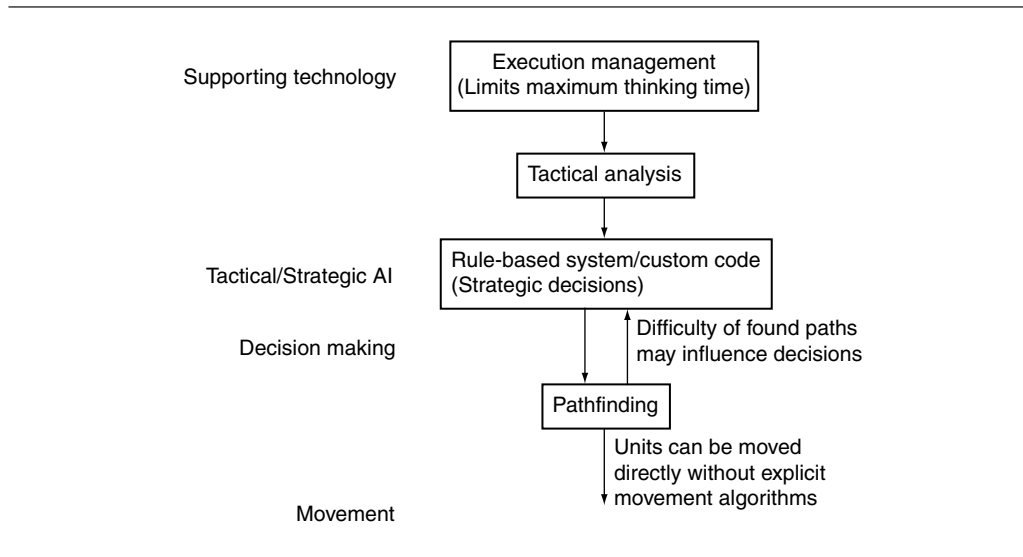 Supporting technology
Execution management
(Limits maximum thinking time)
Tactical analysis
Tactical/Strategic AI
Rule-based system/custom code
(Strategic decisions)
Decision making
Difficulty of found paths
may influence decisions
Pathfinding
Units can be moved
directly without explicit
movement algorithms
Movement